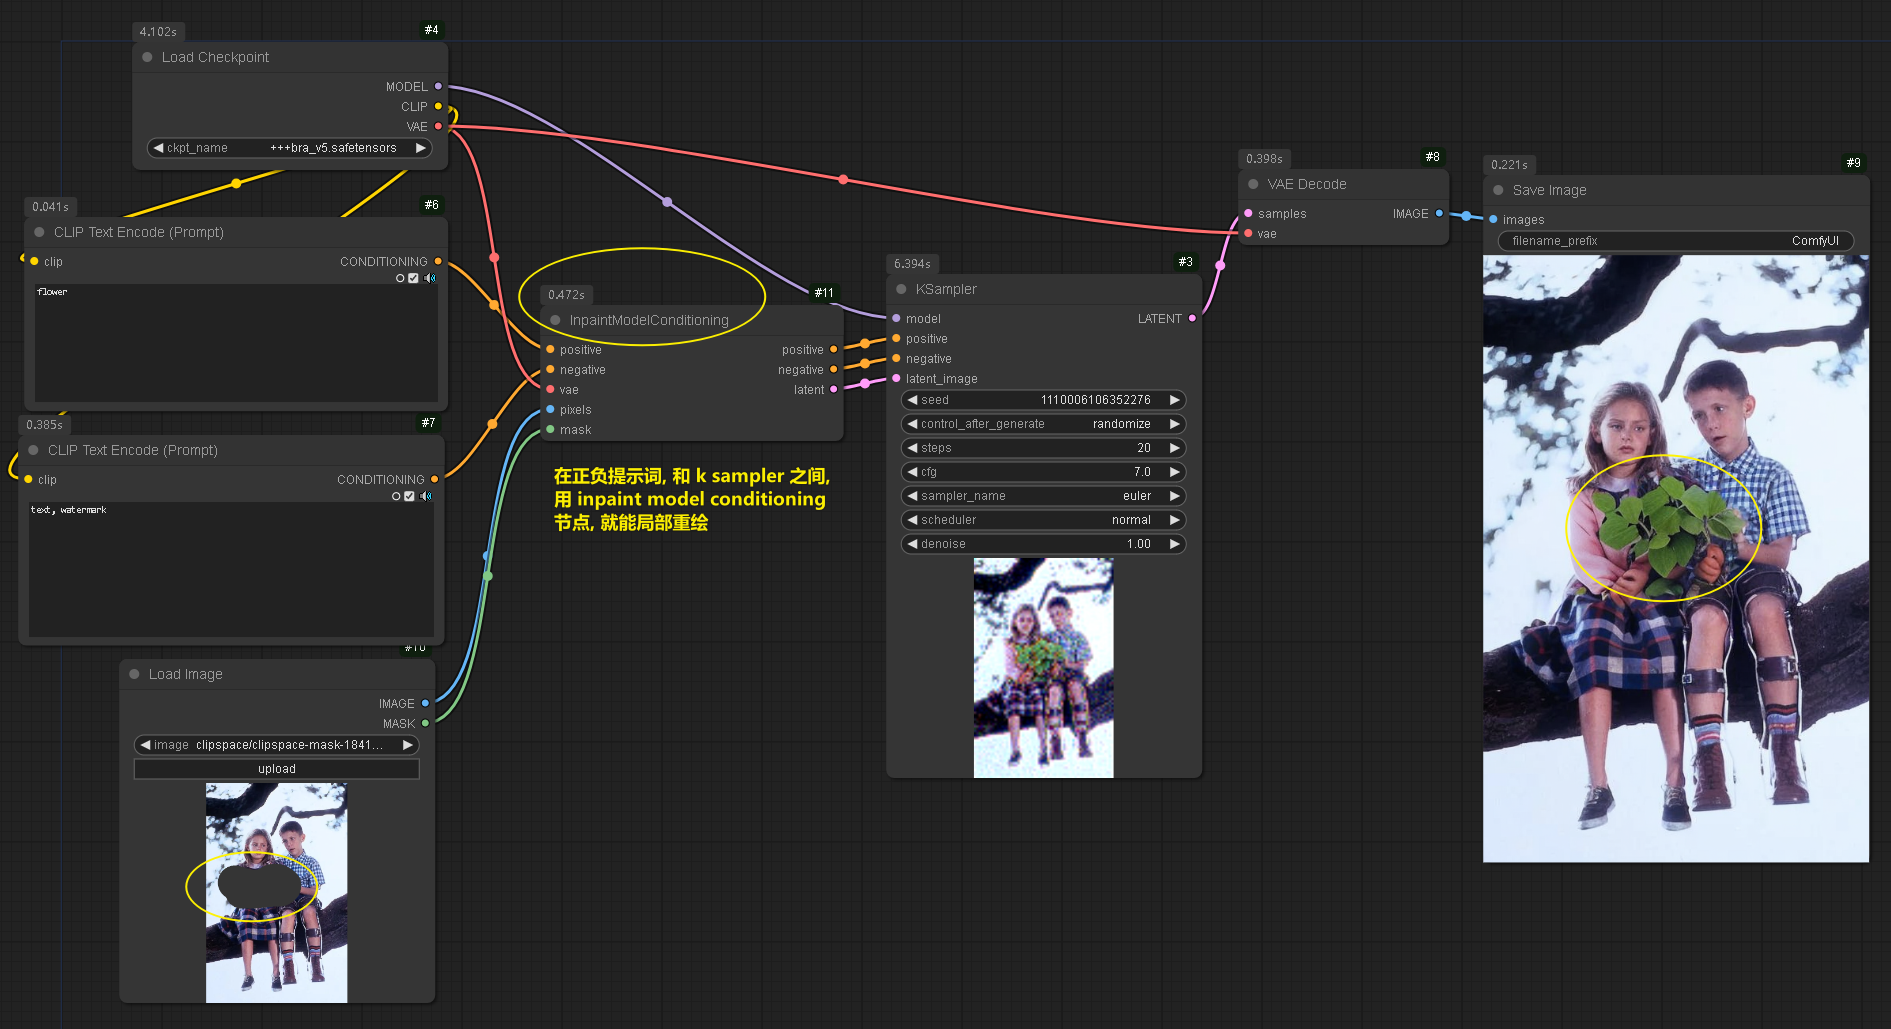 4.102s
#4
Load Checkpoint
MODEL
CLIP
VAE
ckpt_name +++bra_v5.safetensors
0.041s
#6
CLIP Text Encode (Prompt)
clip
CONDITIONING
flower
0.385s
#7
CLIP Text Encode (Prompt)
clip
CONDITIONING
text, watermark
#10
Load Image
IMAGE
MASK
image clipspace/clipspace-mask-1841...
upload
0.472s
#11
InpaintModelConditioning
positive positive
negative negative
vae latent
pixels
mask
在正负提示词, 和 k sampler 之间,
用 inpaint model conditioning
节点, 就能局部重绘
6.394s
#3
KSampler
model LATENT
positive
negative
latent_image
seed 1110006106352276
control_after_generate randomize
steps 20
cfg 7.0
sampler_name euler
scheduler normal
denoise 1.00
0.398s
#8
VAE Decode
samples IMAGE
vae
0.221s
#9
Save Image
images
filename_prefix ComfyUI